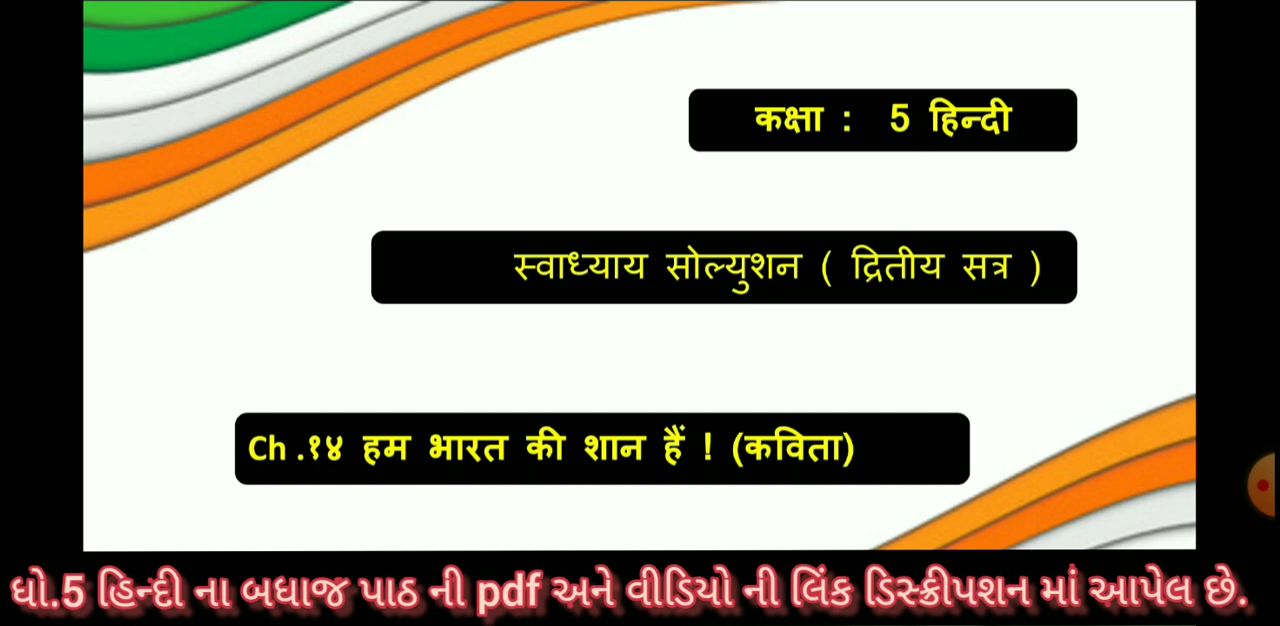 कक्षा : 5 हिन्दी
स्वाध्याय सोल्युशन ( द्रितीय सत्र )
Ch .१४ हम भारत की शान हैं ! (कविता)
ધો.5 હિન્દી ના બધાજ પાઠ ની pdf અને વીડિયો ની લિંક ડિસ્ક્રીપશન માં આપેલ છે.